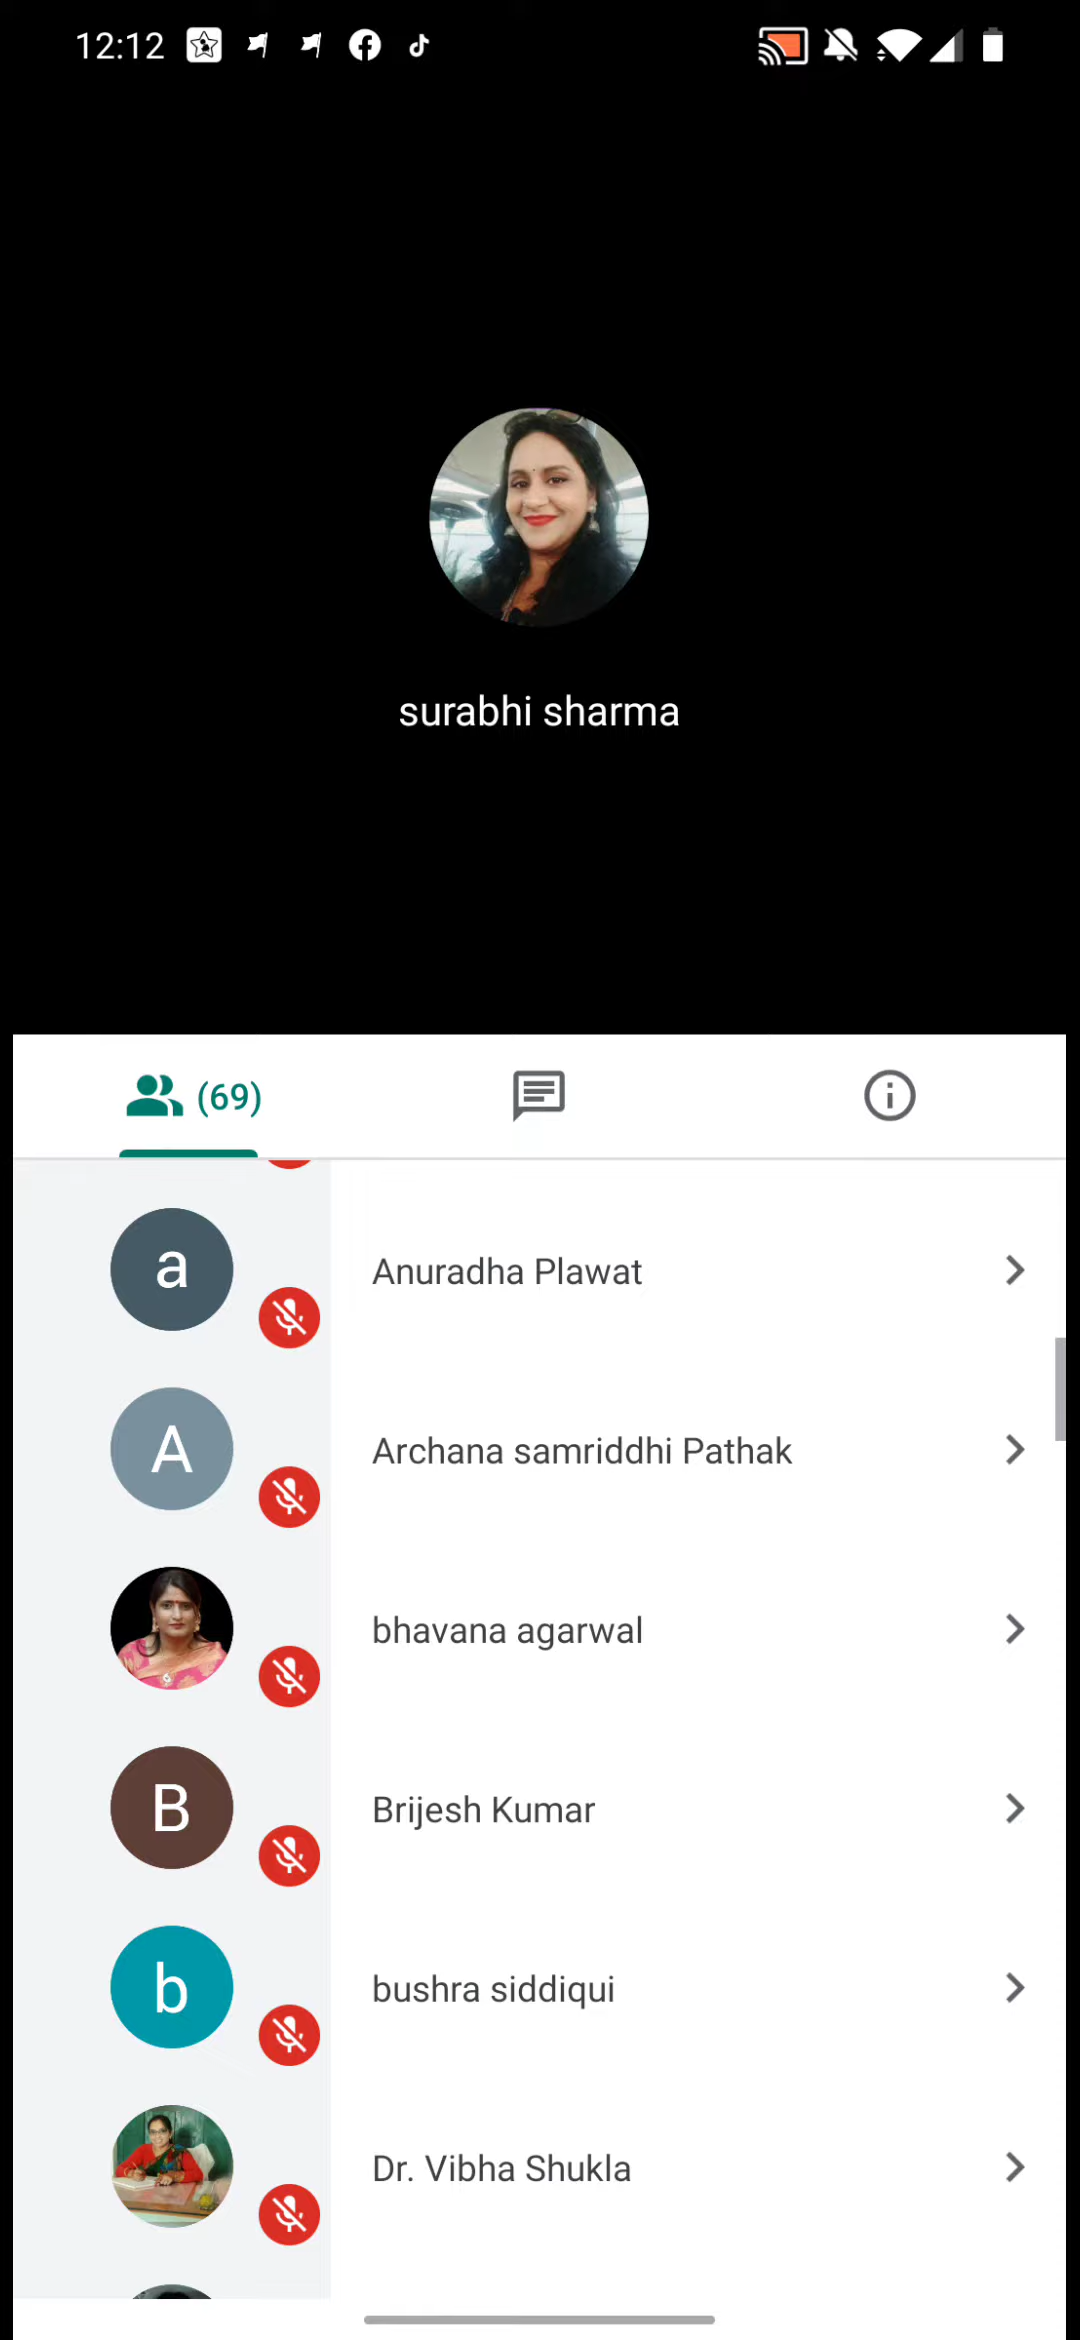 12:12
surabhi sharma
(69)
a
Anuradha Plawat
A
Archana samriddhi Pathak
bhavana agarwal
B
Brijesh Kumar
b
bushra siddiqui
Dr. Vibha Shukla